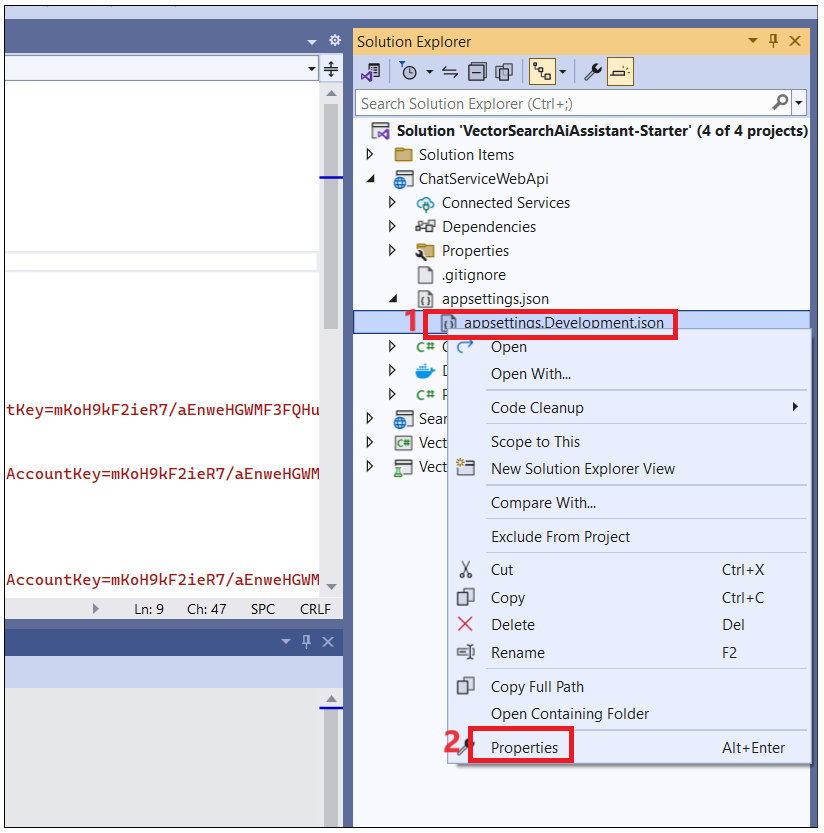 Solution Explorer
Search Solution Explorer (Ctrl+;)
Solution 'VectorSearchAiAssistant-Starter' (4 of 4 projects)
Solution Items
ChatServiceWebApi
Connected Services
Dependencies
Properties
.gitignore
appsettings.json
1 appsettings.Development.json
C#
Open
Open With...
C#
Code Cleanup
tKey=mKoH9kF2ieR7/aEnweHGWMF3FQHu
Sear
Scope to This
C# Vect
New Solution Explorer View
Vect
AccountKey=mKoH9kF2ieR7/aEnweHGWM
Compare With...
Exclude From Project
Cut Ctrl+X
AccountKey=mKoH9kF2ieR7/aEnweHGWM
Copy Ctrl+C
Ln: 9 Ch: 47 SPC CRLF
Delete Del
Rename F2
Copy Full Path
Open Containing Folder
2 Properties Alt+Enter